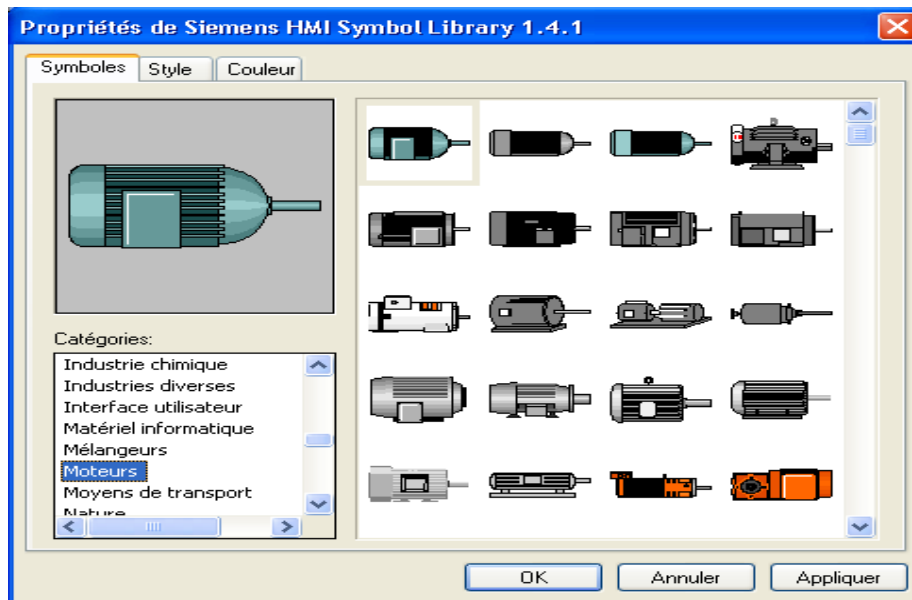 Propriétés de Siemens HMI Symbol Library 1.4.1
Symboles Style Couleur
Catégories:
Industrie chimique
Industries diverses
Interface utilisateur
Matériel informatique
Mélangeurs
Moteurs
Moyens de transport
Nature
OK Annuler Appliquer